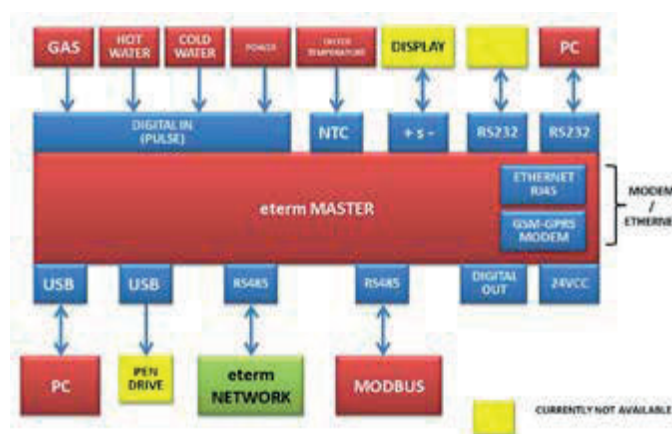 GAS
HOT
WATER
COLD
WATER
POWER
TEMPERATURE
DISPLAY
PC
DIGITAL IN
(PULSE)
NTC
+ s -
RS232
RS232
eterm MASTER
ETHERNET
RJ45
GSM-GPRS
MODEM
MODEM
/
ETHERNET
USB
USB
RS485
RS485
DIGITAL
OUT
24VCC
PC
PEN
DRIVE
eterm
NETWORK
MODBUS
CURRENTLY NOT AVAILABLE